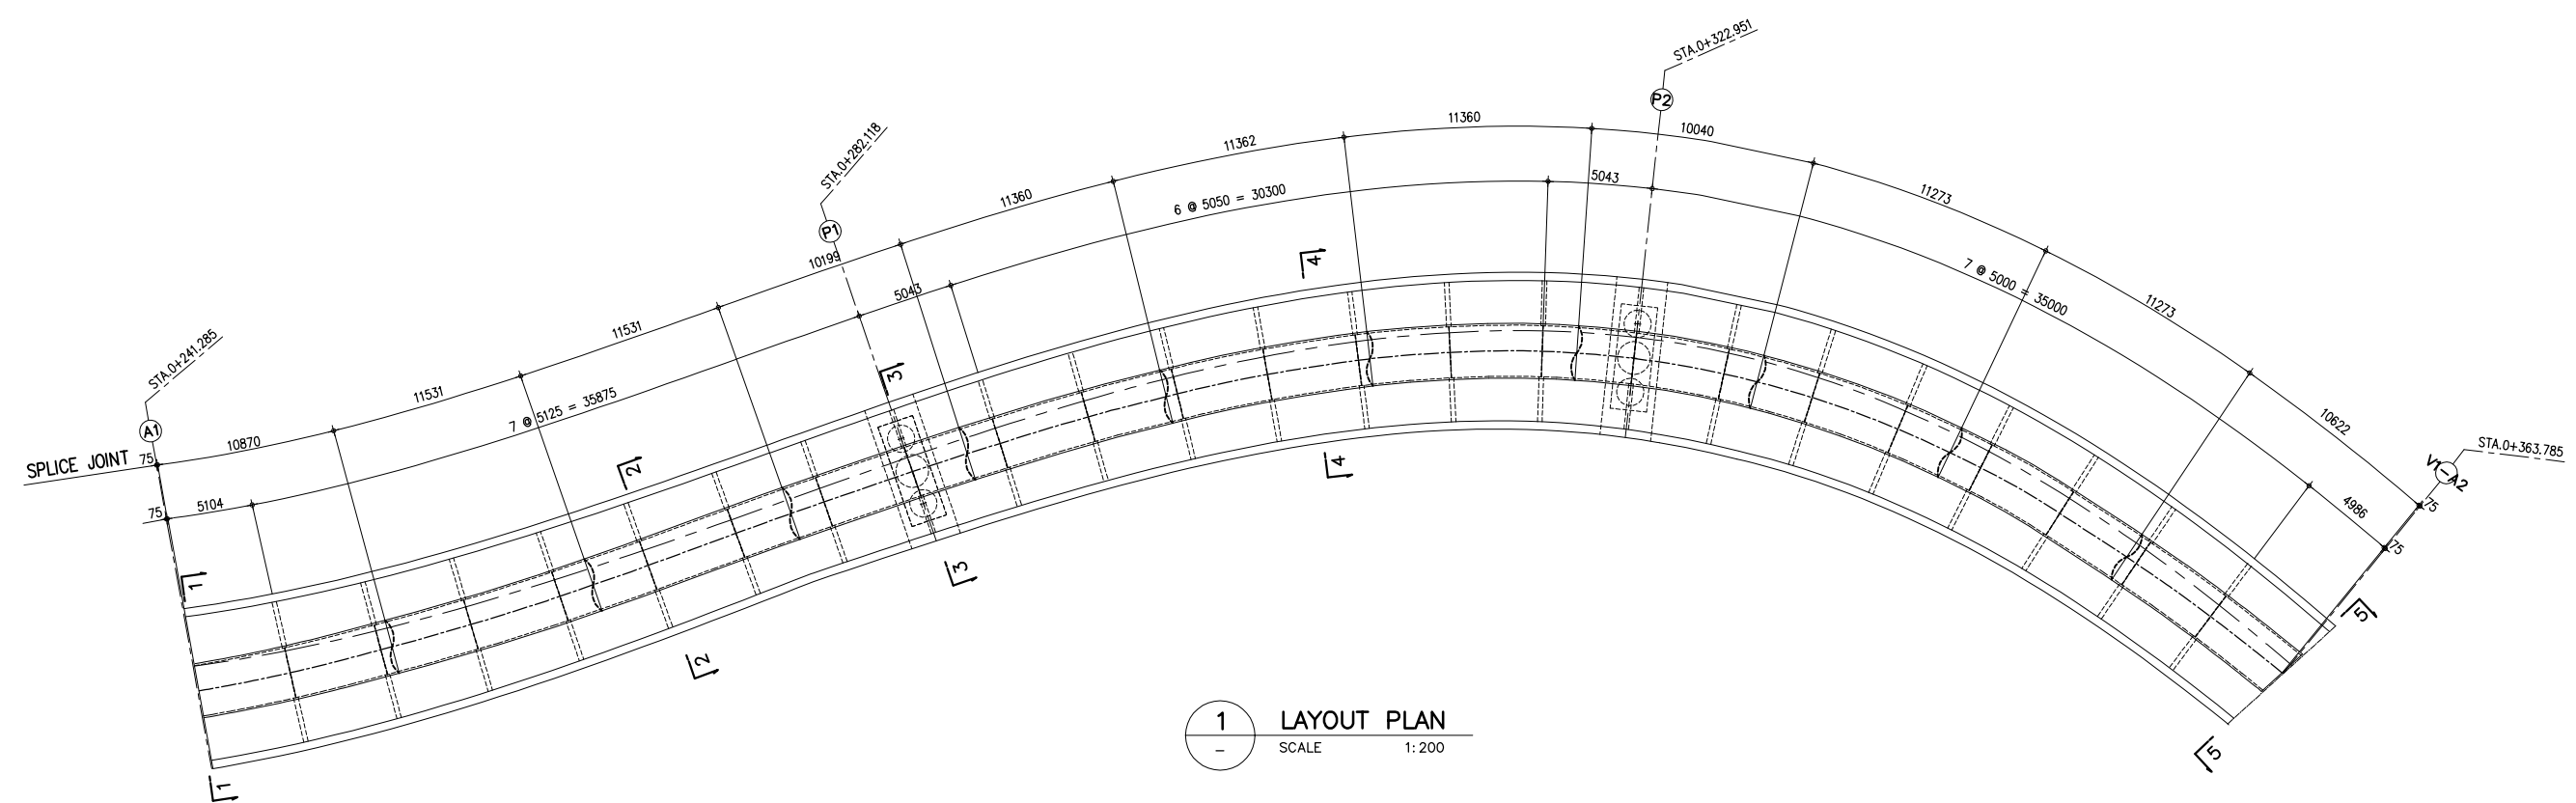 STA.0+322.951
P2
11360
10040
STA.0+282.118
11362
11273
5043
11360
6 @ 5050 = 30300
P1
10199
4
7 @ 5000 = 35000
11273
5043
11531
STA.0+241.285
3
11531
7 @ 5125 = 35875
10622
A1
10870
STA.0+363.785
SPLICE JOINT
75
2
4
V1-A2
75
5104
75
4986
75
1
3
5
2
1
LAYOUT PLAN
-
SCALE
1:200
5
1